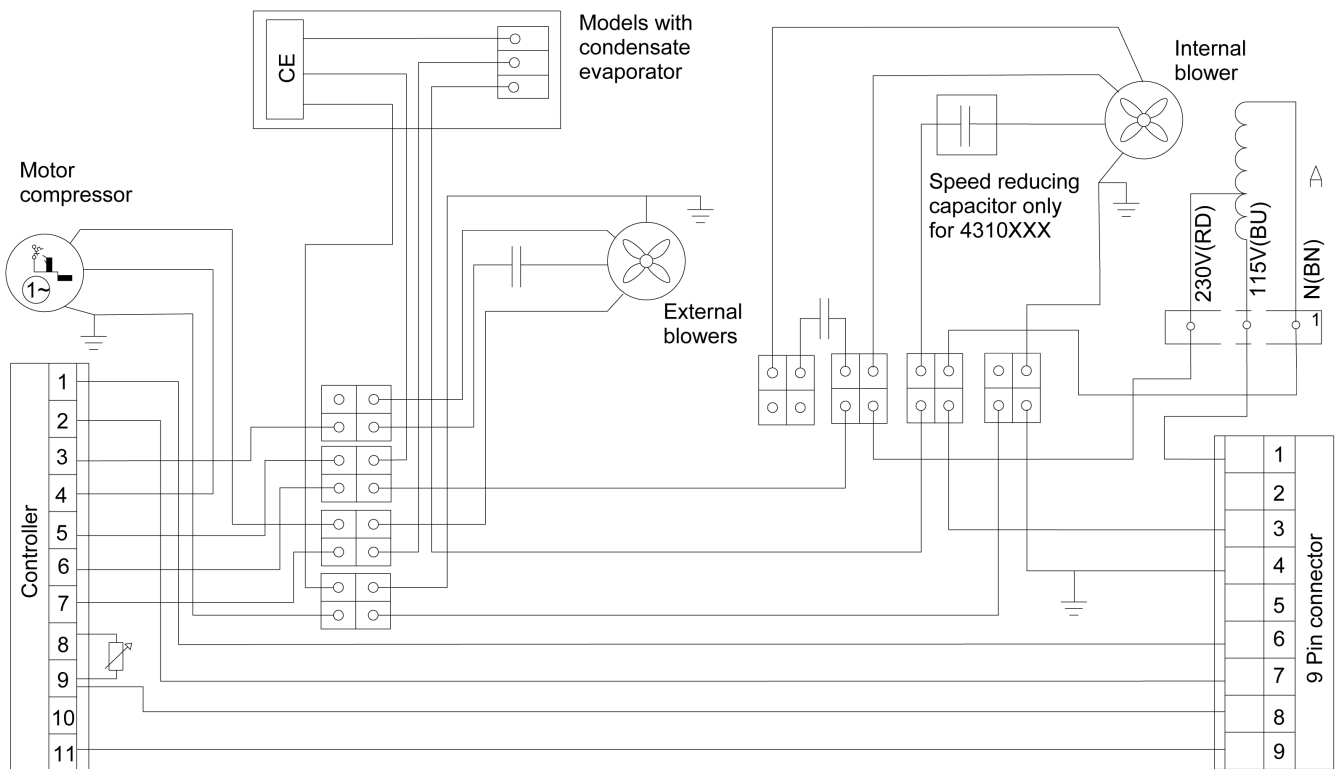 Models with
condensate
evaporator
CE
Internal
blower
Motor
compressor
1~
Speed reducing
capacitor only
for 4310XXX
External
blowers
230V(RD)
115V(BU)
N(BN)
A
1
Controller
1
2
3
4
5
6
7
8
9
10
11
1
2
3
4
5
6
7
8
9
9 Pin connector